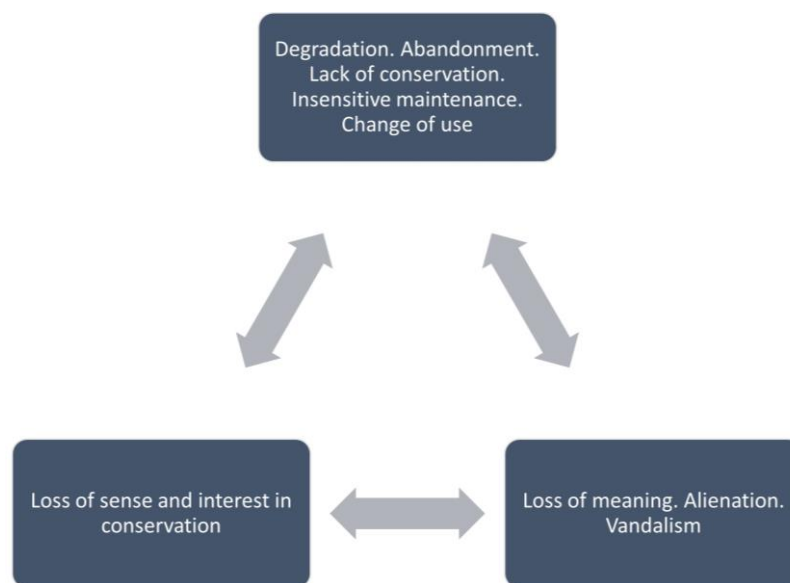 Degradation. Abandonment.
Lack of conservation.
Insensitive maintenance.
Change of use
Loss of sense and interest in
conservation
Loss of meaning. Alienation.
Vandalism